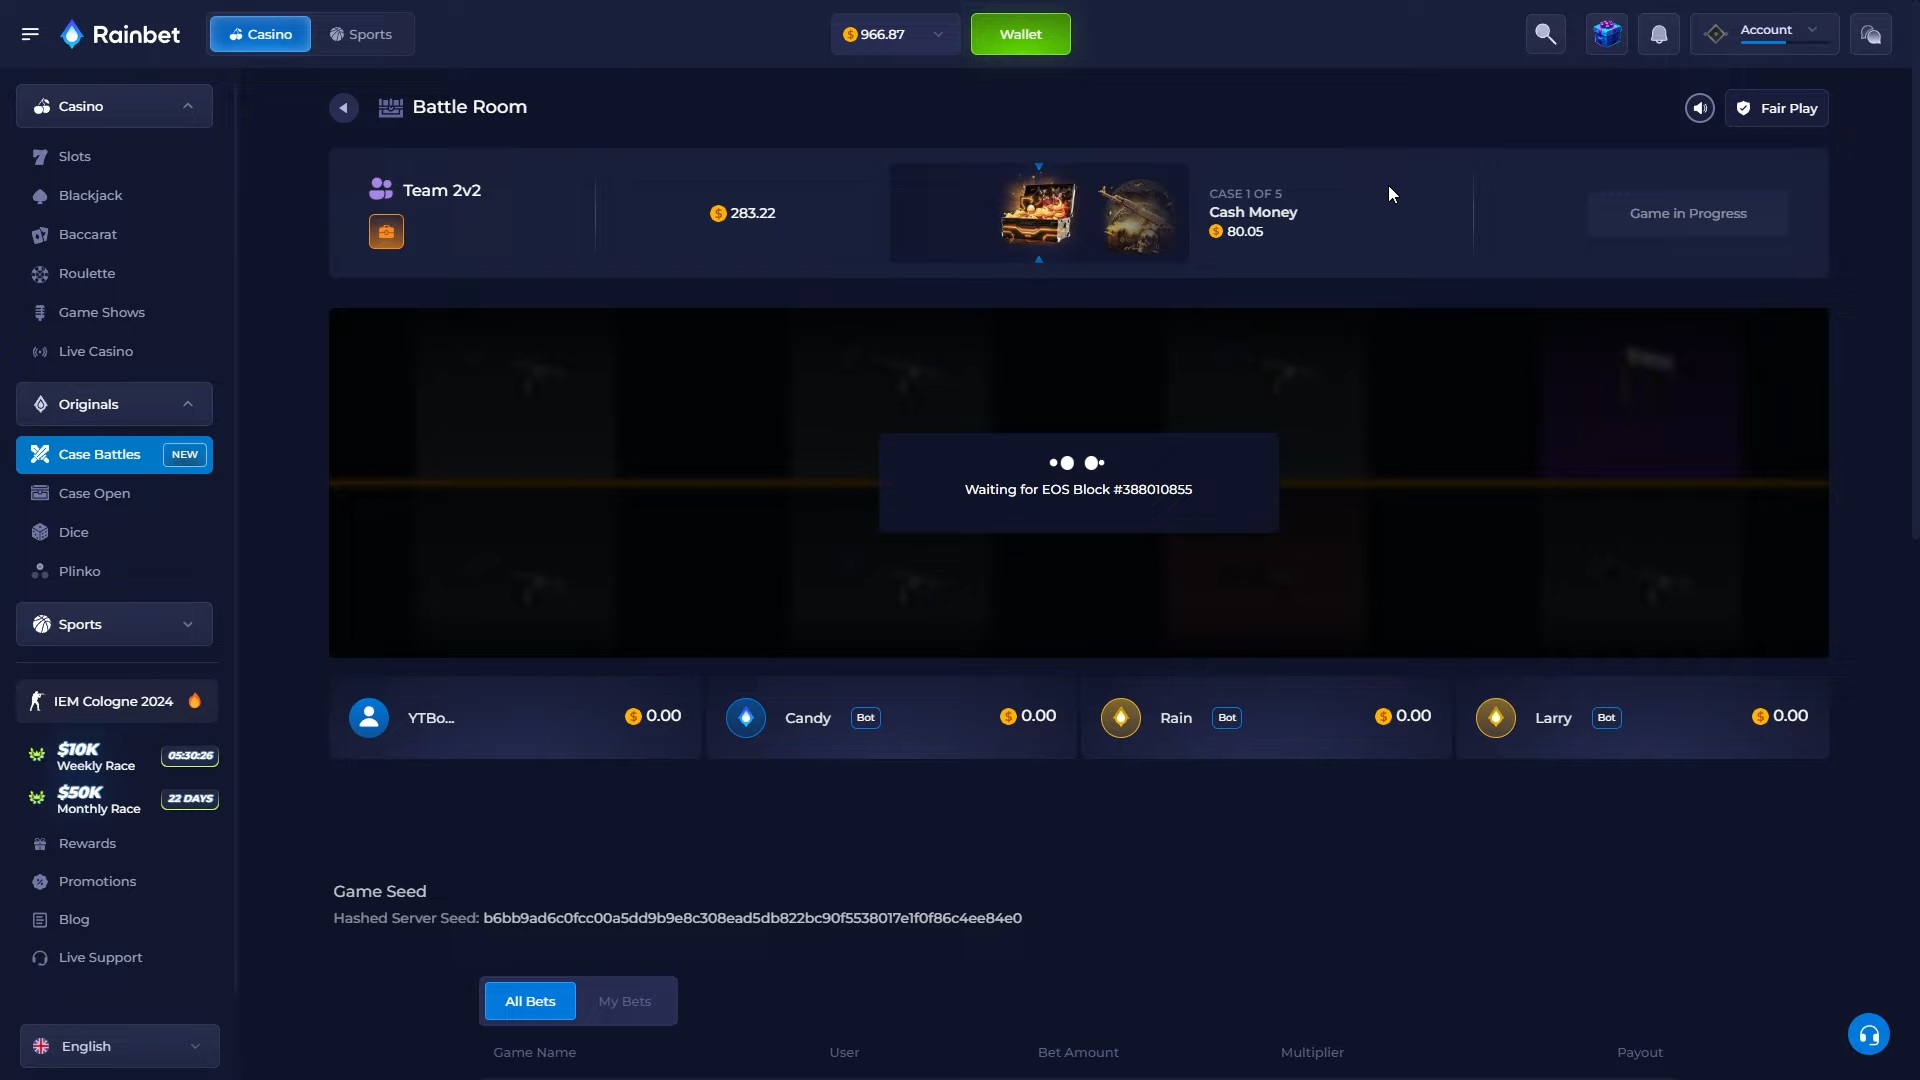 Rainbet
Casino
Sports
966.87
Wallet
Account
Casino
Slots
Blackjack
Baccarat
Roulette
Game Shows
Live Casino
Originals
Case Battles
NEW
Case Open
Dice
Plinko
Sports
IEM Cologne 2024
$10K
Weekly Race
05:30:26
$50K
Monthly Race
22 DAYS
Rewards
Promotions
Blog
Live Support
English
Battle Room
Fair Play
Team 2v2
283.22
CASE 1 OF 5
Cash Money
80.05
Game in Progress
Waiting for EOS Block #388010855
YTBo...
0.00
Candy
Bot
0.00
Rain
Bot
0.00
Larry
Bot
0.00
Game Seed
Hashed Server Seed: b6bb9ad6c0fcc00a5dd9b9e8c308ead5db822bc90f5538017e1f0f86c4ee84e0
All Bets
My Bets
Game Name
User
Bet Amount
Multiplier
Payout